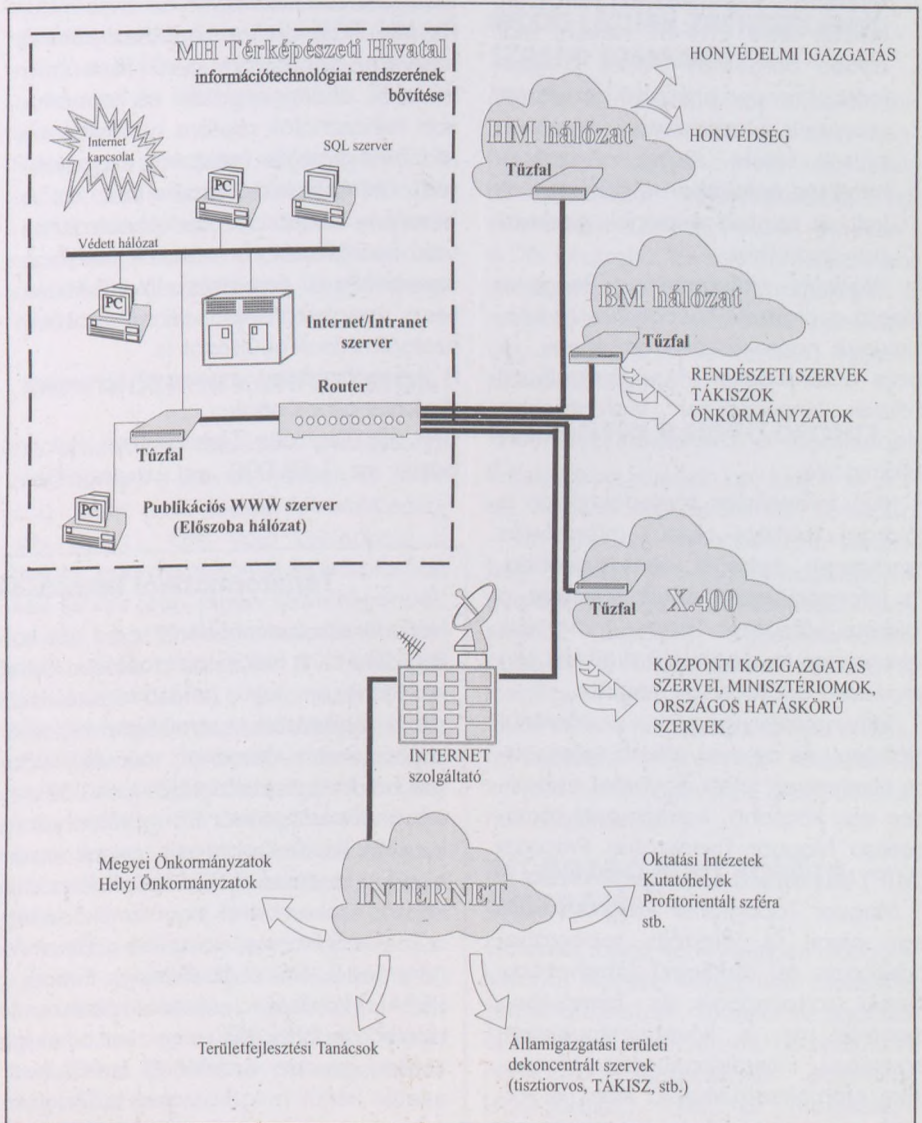 MH Térképészeti Hivatal
információtechnológiai rendszerének
bővítése
Internet
kapcsolat
SQL szerver
PC
Védett hálózat
PC
Internet/Intranet
szerver
Router
Tûzfal
PC
Publikációs WWW szerver
(Előszoba hálózat)
HONVÉDELMI IGAZGATÁS
HM hálózat
HONVÉDSÉG
Tűzfal
BM hálózat
Tűzfal
RENDÉSZETI SZERVEK
TÁKISZOK
ÖNKORMÁNYZATOK
Tűzfal
X.400
KÖZPONTI KÖZIGAZGATÁS
SZERVEI, MINISZTÉRIOMOK,
ORSZÁGOS HATÁSKÖRŰ
SZERVEK
INTERNET
szolgáltató
Megyei Önkormányzatok
Helyi Önkormányzatok
INTERNET
Oktatási Intézetek
Kutatóhelyek
Profitorientált szféra
stb.
Területfejlesztési Tanácsok
Államigazgatási területi
dekoncentrált szervek
(tisztiorvos, TÁKISZ, stb.)